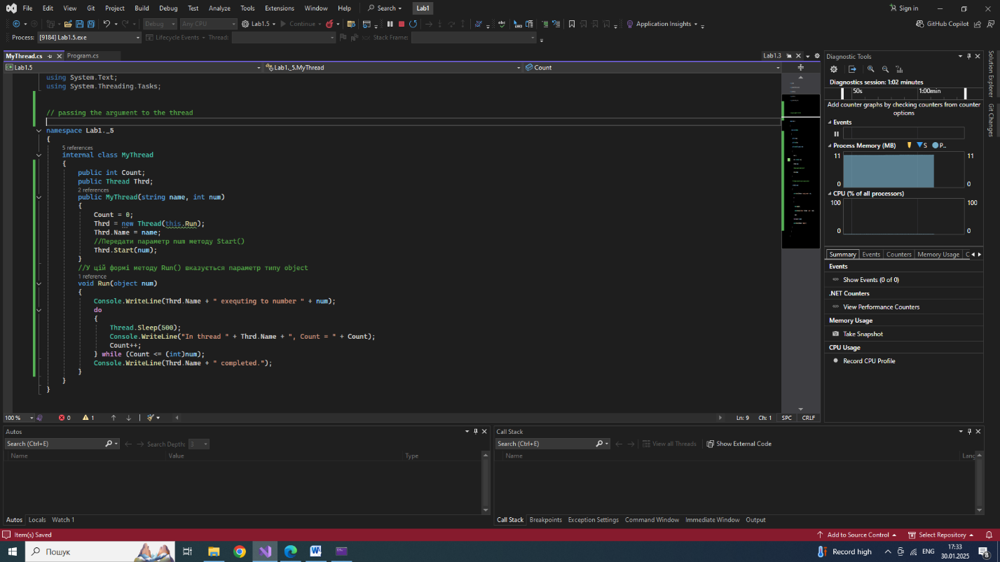 File Edit View Git Project Build Debug Test Analyze Tools Extensions Window Help Search Lab1 Sign in
Debug Any CPU Lab1.5 Continue Application Insights GitHub Copilot
Process: [9184] Lab1.5.exe Lifecycle Events Thread: Stack Frame:
MyThread.cs Program.cs Lab1.3
Lab1.5 Lab1._5.MyThread Count
using System.Text;
using System.Threading.Tasks;
// passing the argument to the thread
namespace Lab1._5
{
5 references
internal class MyThread
{
public int Count;
public Thread Thrd;
2 references
public MyThread(string name, int num)
{
Count = 0;
Thrd = new Thread(this.Run);
Thrd.Name = name;
//Передати параметр num методу Start()
Thrd.Start(num);
}
//У цій формі методу Run() вказується параметр типу object
1 reference
void Run(object num)
{
Console.WriteLine(Thrd.Name + " exequting to number " + num);
do
{
Thread.Sleep(500);
Console.WriteLine("In thread " + Thrd.Name + ", Count = " + Count);
Count++;
} while (Count <= (int)num);
Console.WriteLine(Thrd.Name + " completed.");
}
}
}
100 % 0 1 Ln: 9 Ch: 1 SPC CRLF
Diagnostic Tools
Diagnostics session: 1:02 minutes
50s 1:00min
Add counter graphs by checking counters from counter
options
Events
Process Memory (MB) S P..
11 11
0 0
CPU (% of all processors)
100 100
0 0
Summary Events Counters Memory Usage C
Events
Show Events (0 of 0)
.NET Counters
View Performance Counters
Memory Usage
Take Snapshot
CPU Usage
Record CPU Profile
Solution Explorer
Git Changes
Autos
Search (Ctrl+E) Search Depth: 3
Name Value Type
Autos Locals Watch 1
Call Stack
Search (Ctrl+E) View all Threads Show External Code
Name Lang
Call Stack Breakpoints Exception Settings Command Window Immediate Window Output
Item(s) Saved Add to Source Control Select Repository
Пошук Record high ENG 17:33
30.01.2025 8